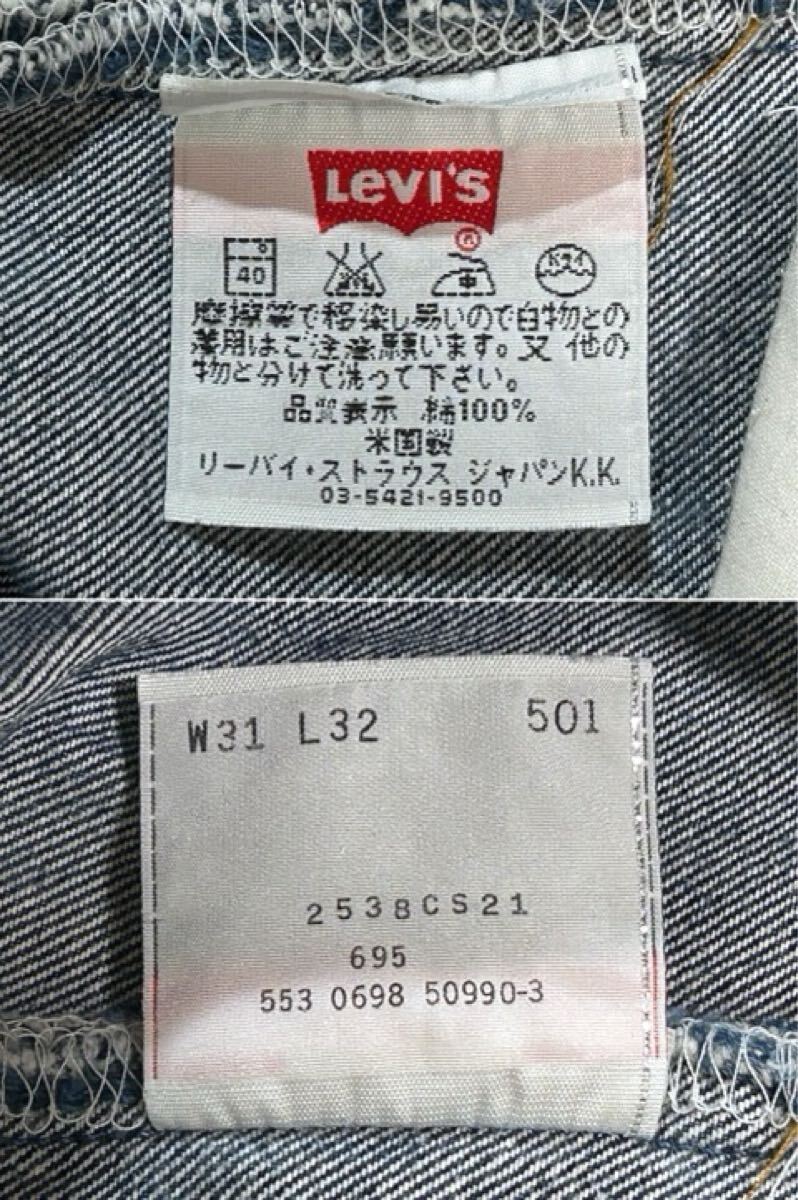 LEVI'S
®
40
中
ドライ
摩擦等で移染し易いので白物との
着用はご注意願います。又 他の
物と分けて洗って下さい。
品質表示 綿100%
米国製
リーバイ・ストラウス ジャパンK.K.
03-5421-9500
W31 L32 501
2538CS21
695
553 0698 50990-3